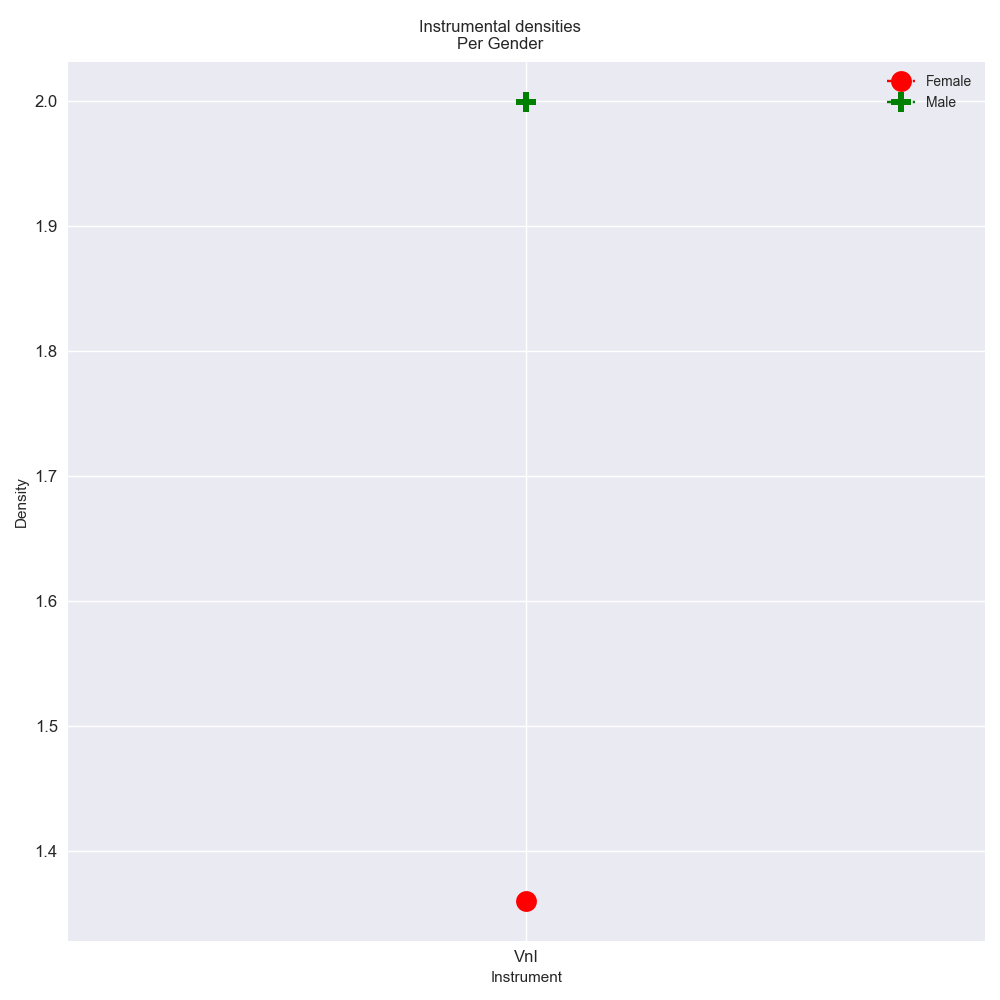 Instrumental densities
Per Gender
Female
Male
2.0
1.9
1.8
1.7
1.6
1.5
1.4
Density
VnI
Instrument